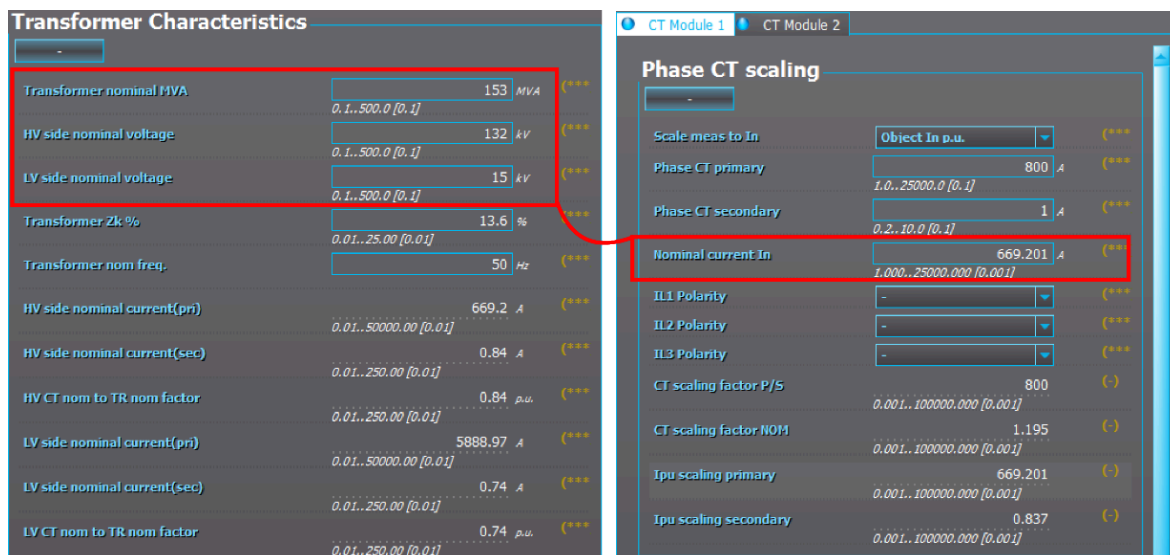 Transformer Characteristics
-
Transformer nominal MVA 153 MVA (***
0.1..500.0 [0.1]
HV side nominal voltage 132 kV (***
0.1..500.0 [0.1]
LV side nominal voltage 15 kV (***
0.1..500.0 [0.1]
Transformer Zk % 13.6 % (***
0.01..25.00 [0.01]
Transformer nom freq. 50 Hz (***
HV side nominal current(pri) 669.2 A (***
0.01..50000.00 [0.01]
HV side nominal current(sec) 0.84 A (***
0.01..250.00 [0.01]
HV CT nom to TR nom factor 0.84 p.u. (***
0.01..250.00 [0.01]
LV side nominal current(pri) 5888.97 A (***
0.01..50000.00 [0.01]
LV side nominal current(sec) 0.74 A (***
0.01..250.00 [0.01]
LV CT nom to TR nom factor 0.74 p.u. (***
0.01..250.00 [0.01]
CT Module 1 CT Module 2
Phase CT scaling
-
Scale meas to In Object In p.u. (***
Phase CT primary 800 A (***
1.0..25000.0 [0.1]
Phase CT secondary 1 A (***
0.2..10.0 [0.1]
Nominal current In 669.201 A (***
1.000..25000.000 [0.001]
IL1 Polarity - (***
IL2 Polarity - (***
IL3 Polarity - (***
CT scaling factor P/S 800 (-)
0.001..100000.000 [0.001]
CT scaling factor NOM 1.195 (-)
0.001..100000.000 [0.001]
Ipu scaling primary 669.201 (-)
0.001..100000.000 [0.001]
Ipu scaling secondary 0.837 (-)
0.001..100000.000 [0.001]